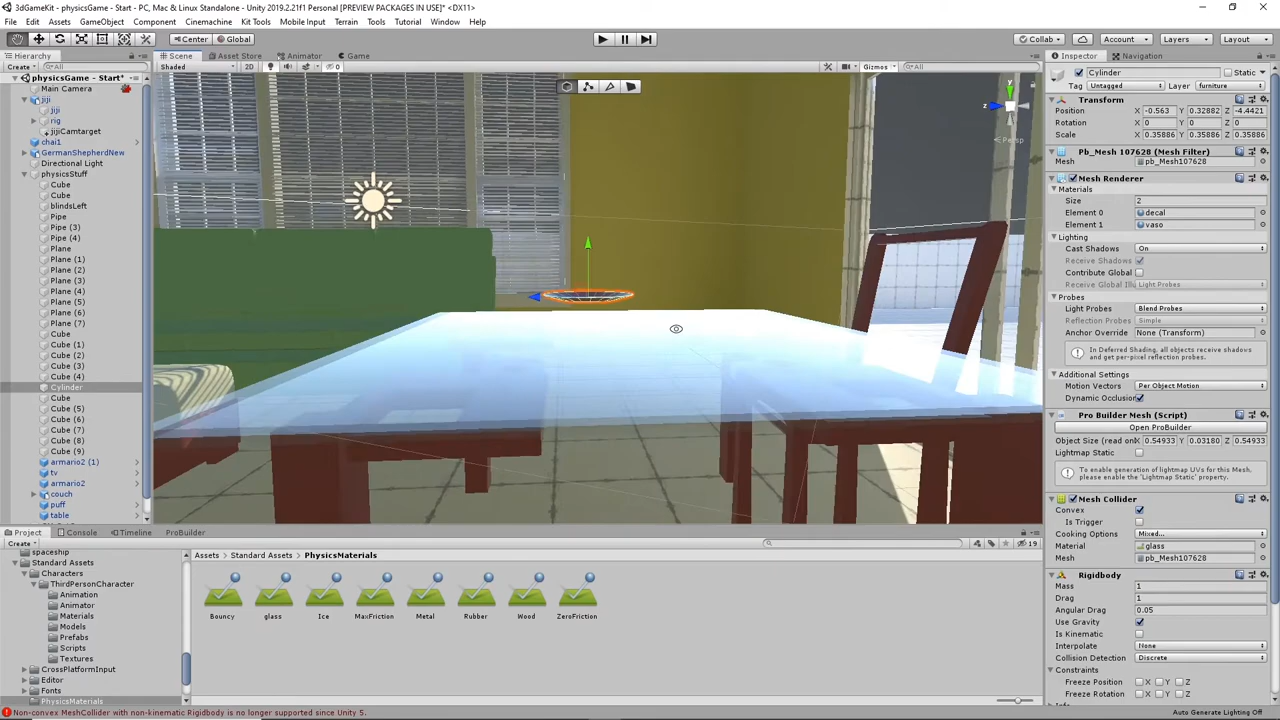 3dGameKit - physicsGame - Start - PC, Mac & Linux Standalone - Unity 2019.2.21f1 Personal [PREVIEW PACKAGES IN USE]* <DX11>
File Edit Assets GameObject Component Cinemachine Kit Tools Mobile Input Terrain Tools Tutorial Window Help
Center Global Collab Account Layers Layout
Hierarchy
Create All
physicsGame - Start*
Main Camera
jiji
jiji
rig
jijiCamtarget
chai1
GermanShepherdNew
Directional Light
physicsStuff
Cube
Cube
blindsLeft
Pipe
Pipe (3)
Pipe (4)
Plane
Plane (1)
Plane (2)
Plane (3)
Plane (4)
Plane (5)
Plane (6)
Plane (7)
Cube
Cube (1)
Cube (2)
Cube (3)
Cube (4)
Cylinder
Cube
Cube (5)
Cube (6)
Cube (7)
Cube (8)
Cube (9)
armario2 (1)
tv
armario2
couch
puff
table
Scene Asset Store Animator Game
Shaded 2D 0 Gizmos All
y
z
Persp
Inspector Navigation
Cylinder Static
Tag Untagged Layer furniture
Transform
Position X -0.563 Y 0.32882 Z -4.4421
Rotation X 0 Y 0 Z 0
Scale X 0.35886 Y 0.35886 Z 0.35886
Pb_Mesh 107628 (Mesh Filter)
Mesh pb_Mesh107628
Mesh Renderer
Materials
Size 2
Element 0 decal
Element 1 vaso
Lighting
Cast Shadows On
Receive Shadows
Contribute Global
Receive Global Illu Light Probes
Probes
Light Probes Blend Probes
Reflection Probes Simple
Anchor Override None (Transform)
In Deferred Shading, all objects receive shadows
and get per-pixel reflection probes.
Additional Settings
Motion Vectors Per Object Motion
Dynamic Occlusion
Pro Builder Mesh (Script)
Open ProBuilder
Object Size (read only X 0.54933 Y 0.03180 Z 0.54933
Lightmap Static
To enable generation of lightmap UVs for this Mesh,
please enable the 'Lightmap Static' property.
Mesh Collider
Convex
Is Trigger
Cooking Options Mixed...
Material glass
Mesh pb_Mesh107628
Rigidbody
Mass 1
Drag 1
Angular Drag 0.05
Use Gravity
Is Kinematic
Interpolate None
Collision Detection Discrete
Constraints
Freeze Position X Y Z
Freeze Rotation X Y Z
Project Console Timeline ProBuilder
Create 19
spaceship
Standard Assets
Characters
ThirdPersonCharacter
Animation
Animator
Materials
Models
Prefabs
Scripts
Textures
CrossPlatformInput
Editor
Fonts
PhysicsMaterials
Assets Standard Assets PhysicsMaterials
Bouncy glass Ice MaxFriction Metal Rubber Wood ZeroFriction
Non-convex MeshCollider with non-kinematic Rigidbody is no longer supported since Unity 5.
Auto Generate Lighting Off